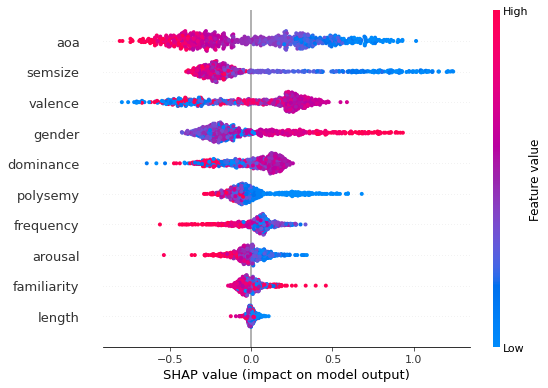 High
aoa
semsize
valence
gender
dominance
polysemy
frequency
arousal
familiarity
length
Feature value
Low
−0.5 0.0 0.5 1.0
SHAP value (impact on model output)